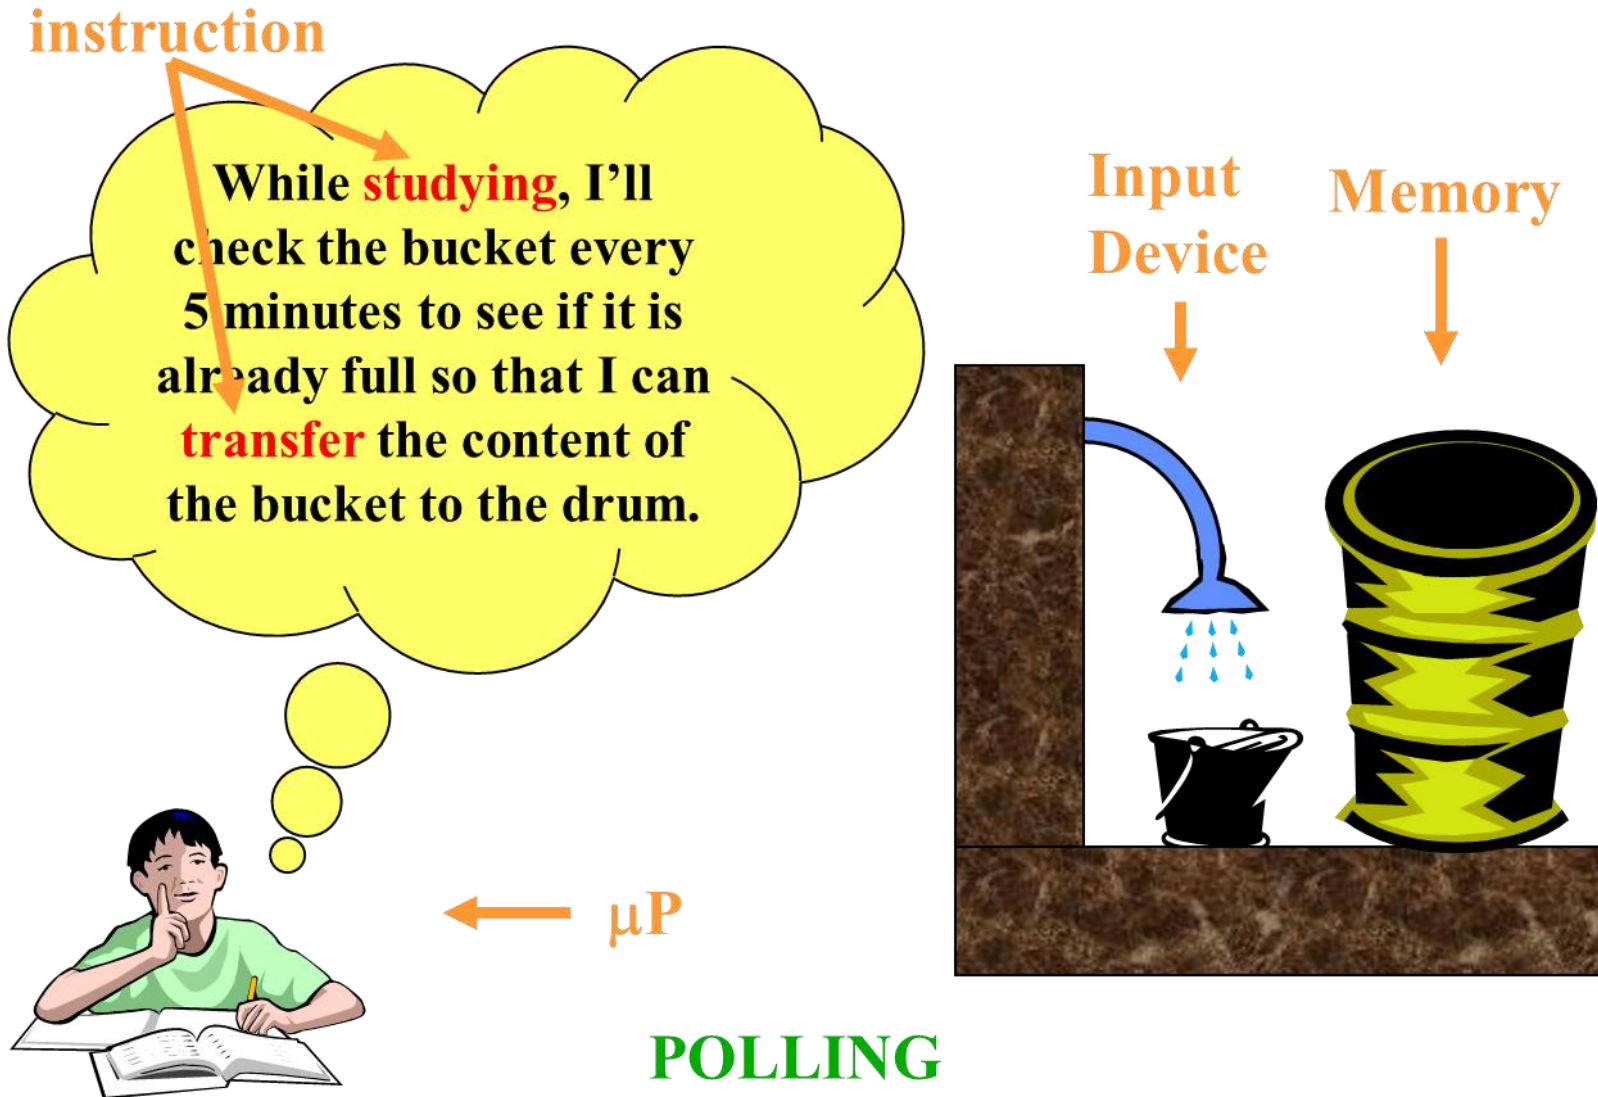 instruction
While studying, I’ll
check the bucket every
5 minutes to see if it is
already full so that I can
transfer the content of
the bucket to the drum.
Input
Device
Memory
μP
POLLING